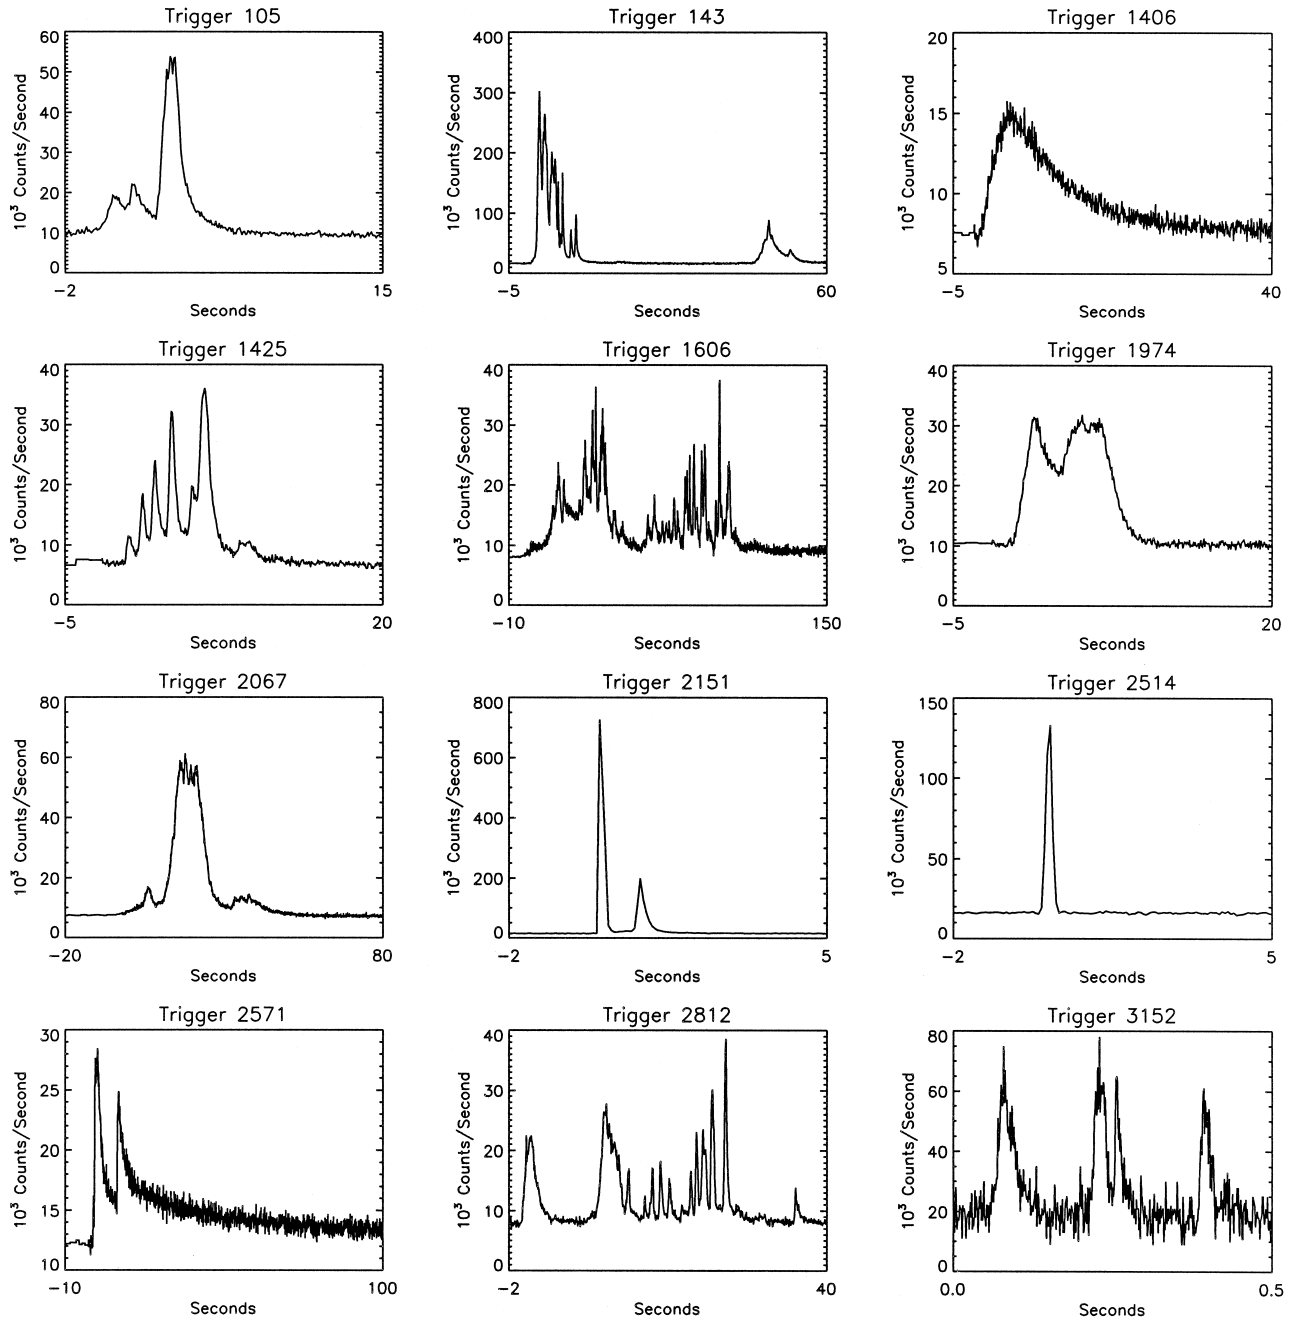 Trigger 105
10³ Counts/Second
60
50
40
30
20
10
0
−2
15
Seconds
Trigger 143
10³ Counts/Second
400
300
200
100
0
−5
60
Seconds
Trigger 1406
10³ Counts/Second
20
15
10
5
−5
40
Seconds
Trigger 1425
10³ Counts/Second
40
30
20
10
0
−5
20
Seconds
Trigger 1606
10³ Counts/Second
40
30
20
10
0
−10
150
Seconds
Trigger 1974
10³ Counts/Second
40
30
20
10
0
−5
20
Seconds
Trigger 2067
10³ Counts/Second
80
60
40
20
0
−20
80
Seconds
Trigger 2151
10³ Counts/Second
800
600
400
200
0
−2
5
Seconds
Trigger 2514
10³ Counts/Second
150
100
50
0
−2
5
Seconds
Trigger 2571
10³ Counts/Second
30
25
20
15
10
−10
100
Seconds
Trigger 2812
10³ Counts/Second
40
30
20
10
0
−2
40
Seconds
Trigger 3152
10³ Counts/Second
80
60
40
20
0
0.0
0.5
Seconds